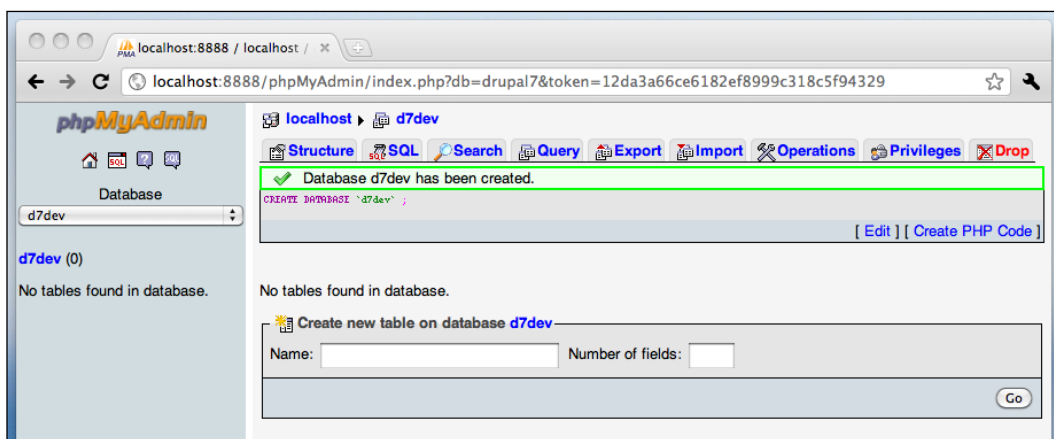 PMA localhost:8888 / localhost /
localhost:8888/phpMyAdmin/index.php?db=drupal7&token=12da3a66ce6182ef8999c318c5f94329
phpMyAdmin
SQL
Database
d7dev
d7dev (0)
No tables found in database.
localhost ▸ d7dev
Structure SQL Search Query Export Import Operations Privileges Drop
Database d7dev has been created.
CREATE DATABASE `d7dev` ;
[ Edit ] [ Create PHP Code ]
No tables found in database.
Create new table on database d7dev
Name: Number of fields:
Go